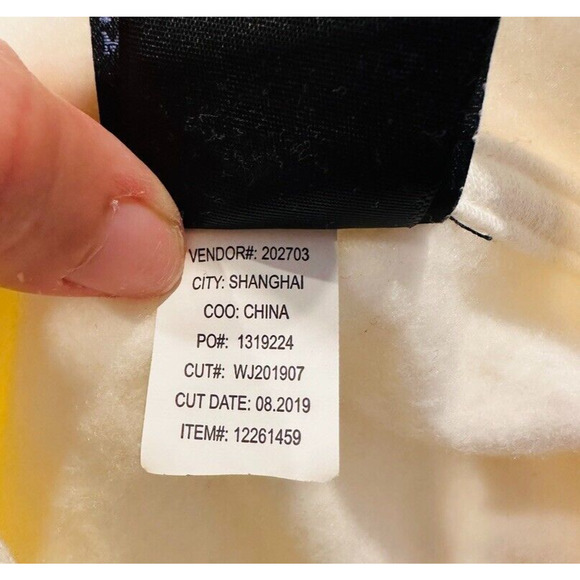 VENDOR#: 202703
CITY: SHANGHAI
COO: CHINA
PO#: 1319224
CUT#: WJ201907
CUT DATE: 08.2019
ITEM#: 12261459